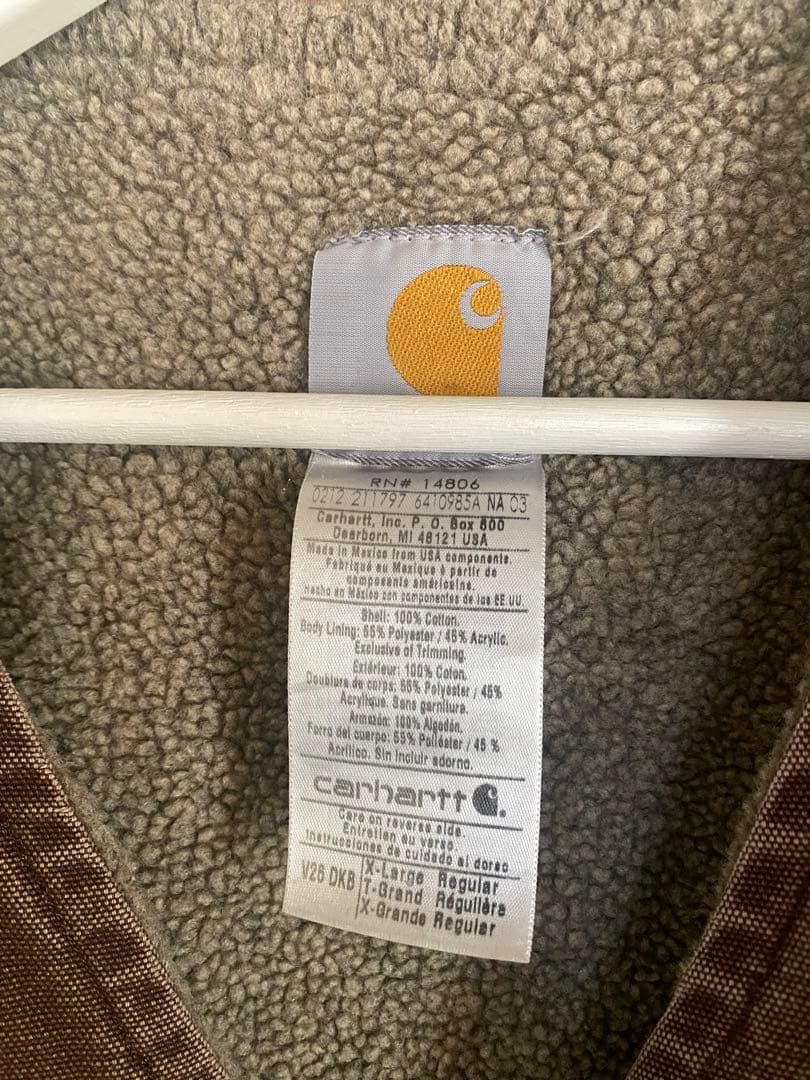 RN# 14806
0212 211797 6410985A NA 03
Carhartt, Inc. P. O. Box 600
Dearborn, MI 48121 USA
Made in Mexico from USA components.
Fabriqué au Mexique à partir de
composants américains.
Hecho en México con componentes de los EE.UU.
Shell: 100% Cotton.
Body Lining: 55% Polyester / 45% Acrylic.
Exclusive of Trimming.
Extérieur: 100% Coton.
Doublure de corps: 55% Polyester / 45%
Acrylique. Sans garniture.
Armazón: 100% Algodón.
Forro del cuerpo: 55% Poliéster / 45 %
Acrílico. Sin incluir adorno.
carhartt
Care on reverse side.
Entretien au verso.
Instrucciones de cuidado al dorso
V26 DKB X-Large Regular
T-Grand Régulière
X-Grande Regular